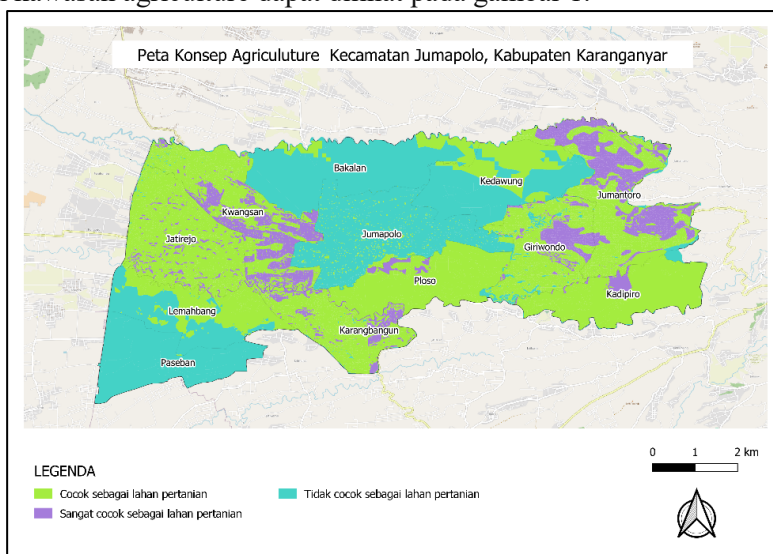 kawasan agriculture dapat dilihat pada gambar 1.
Peta Konsep Agriculuture Kecamatan Jumapolo, Kabupaten Karanganyar
Bakalan
Kedawung
Jumantoro
Kwangsan
Jatirejo
Jumapolo
Giriwondo
Ploso
Kadipiro
Lemahbang
Karangbangun
Paseban
0 1 2 km
LEGENDA
Cocok sebagai lahan pertanian
Tidak cocok sebagai lahan pertanian
Sangat cocok sebagai lahan pertanian